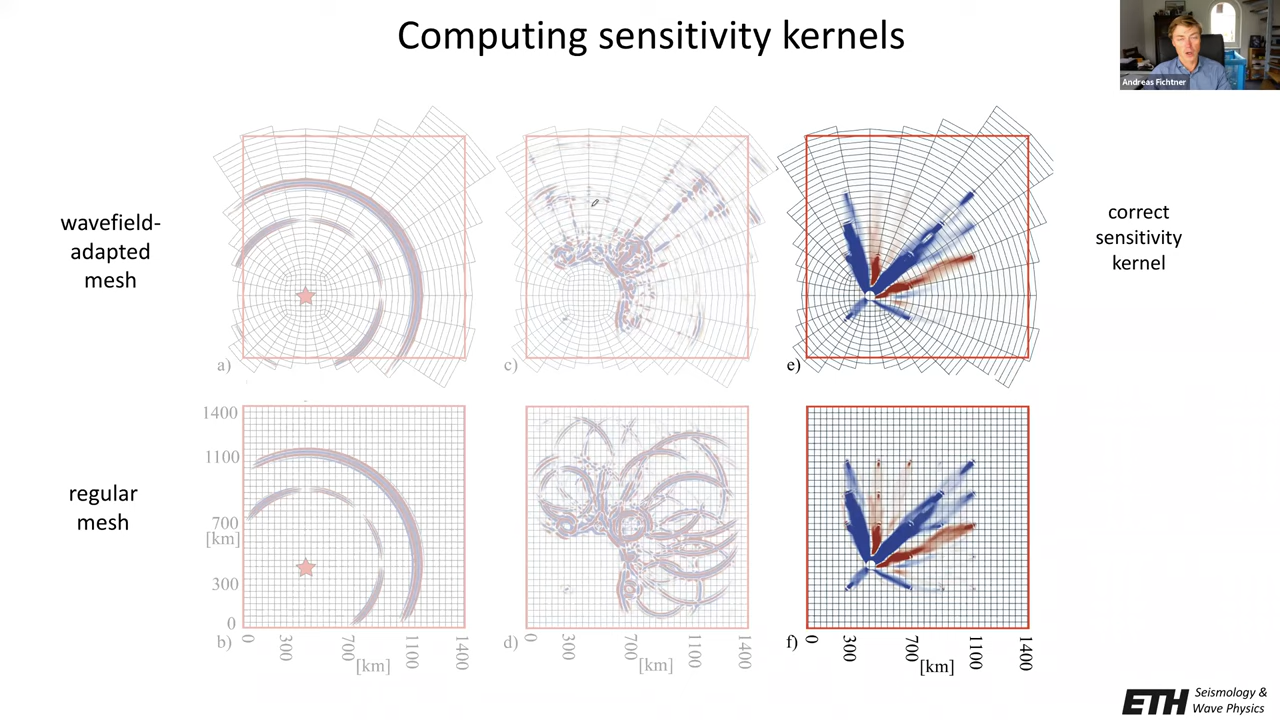 Computing sensitivity kernels
Andreas Fichtner
wavefield-
adapted
mesh
correct
sensitivity
kernel
a)
c)
e)
regular
mesh
1400
1100
700
[km]
300
0
b)
0
300
700
[km]
1100
1400
d)
0
300
700
[km]
1100
1400
f)
0
300
700
[km]
1100
1400
ETH Seismology &
Wave Physics